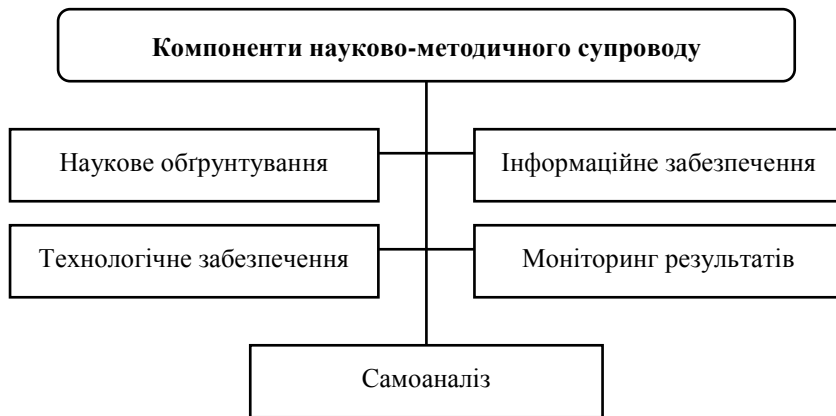 Компоненти науково-методичного супроводу
Наукове обґрунтування
Інформаційне забезпечення
Технологічне забезпечення
Моніторинг результатів
Самоаналіз